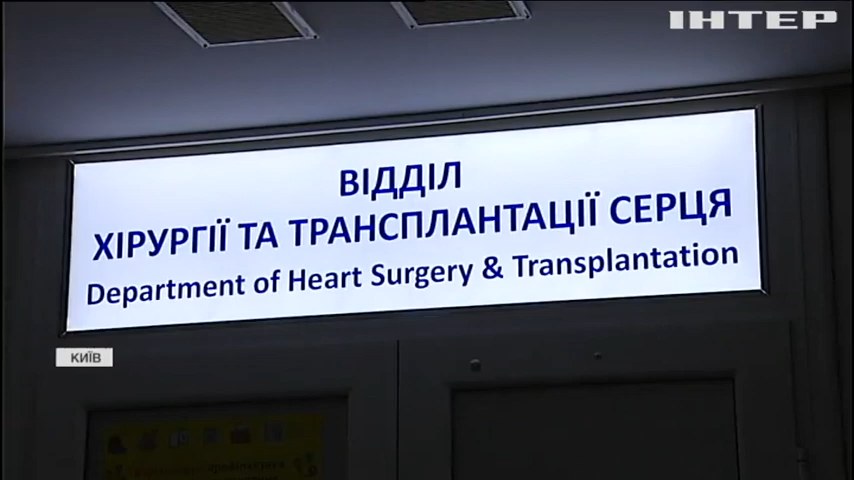 ІНТЕР
ВІДДІЛ
ХІРУРГІЇ ТА ТРАНСПЛАНТАЦІЇ СЕРЦЯ
Department of Heart Surgery & Transplantation
КИЇВ